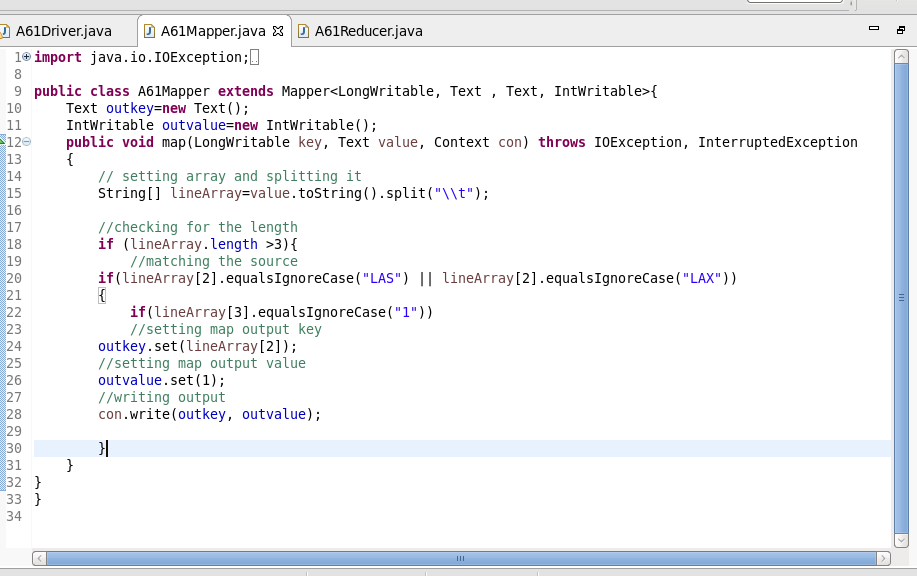 A61Driver.java A61Mapper.java A61Reducer.java
1 import java.io.IOException;
8
9 public class A61Mapper extends Mapper<LongWritable, Text , Text, IntWritable>{
10 Text outkey=new Text();
11 IntWritable outvalue=new IntWritable();
12 public void map(LongWritable key, Text value, Context con) throws IOException, InterruptedException
13 {
14 // setting array and splitting it
15 String[] lineArray=value.toString().split("\\t");
16
17 //checking for the length
18 if (lineArray.length >3){
19 //matching the source
20 if(lineArray[2].equalsIgnoreCase("LAS") || lineArray[2].equalsIgnoreCase("LAX"))
21 {
22 if(lineArray[3].equalsIgnoreCase("1"))
23 //setting map output key
24 outkey.set(lineArray[2]);
25 //setting map output value
26 outvalue.set(1);
27 //writing output
28 con.write(outkey, outvalue);
29
30 }
31 }
32 }
33 }
34